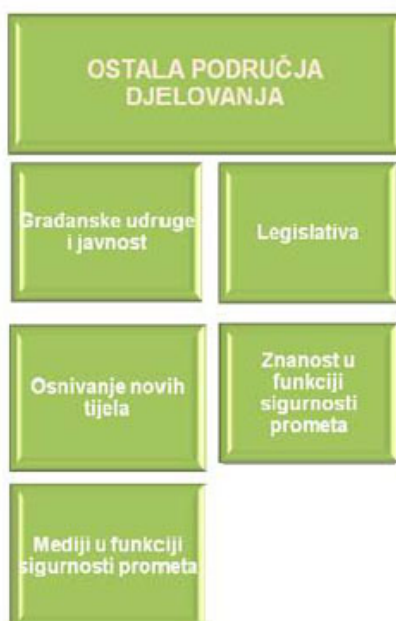 OSTALA PODRUČJA
DJELOVANJA
Građanske udruge
i javnost
Legislativa
Osnivanje novih
tijela
Znanost u
funkciji
sigurnosti
prometa
Mediji u funkciji
sigurnosti prometa